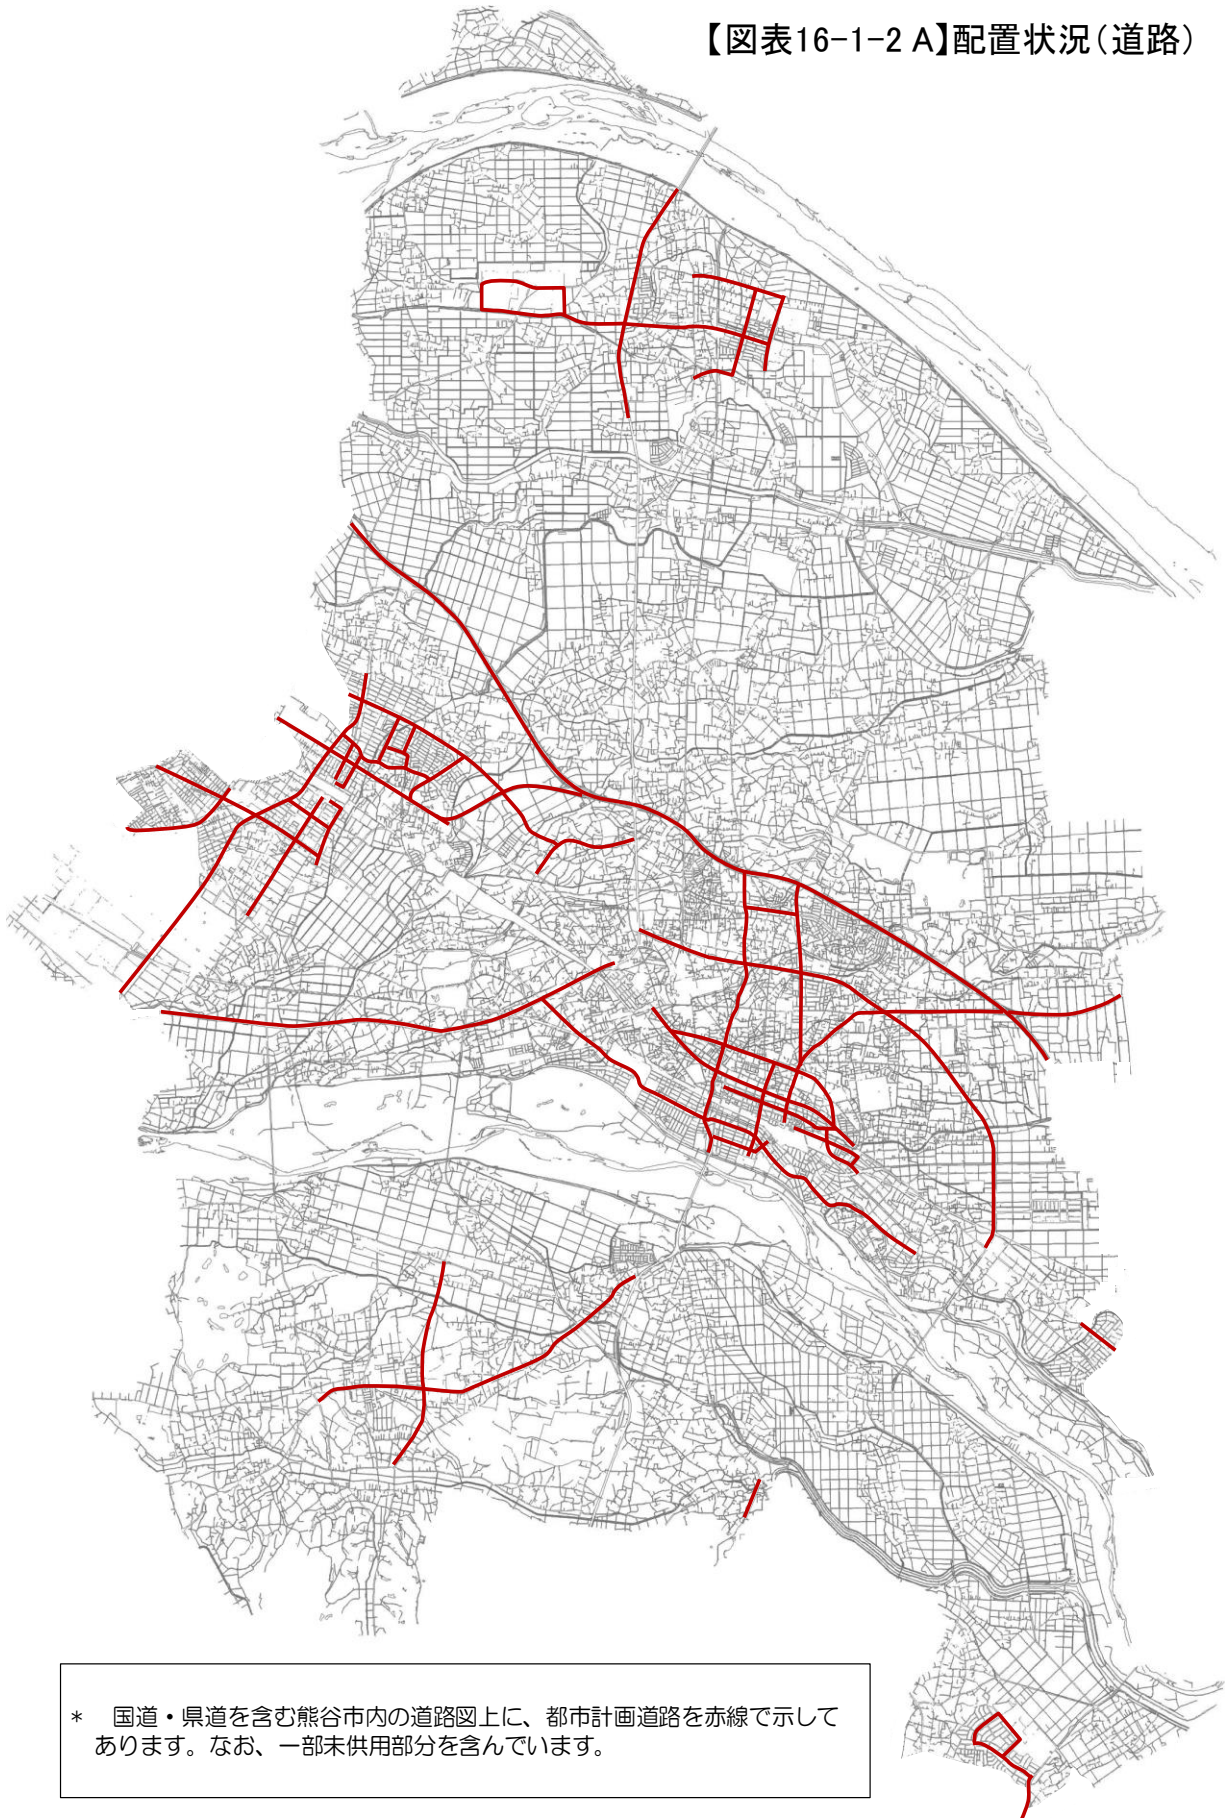 【図表16-1-2 A】配置状況（道路）
* 国道・県道を含む熊谷市内の道路図上に、都市計画道路を赤線で示して
あります。なお、一部未供用部分を含んでいます。